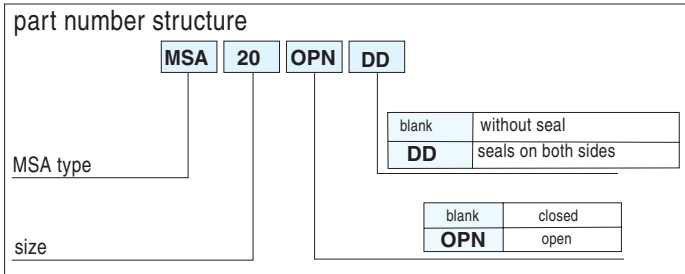 part number structure
MSA 20 OPN DD
blank without seal
DD seals on both sides
MSA type
blank closed
OPN open
size